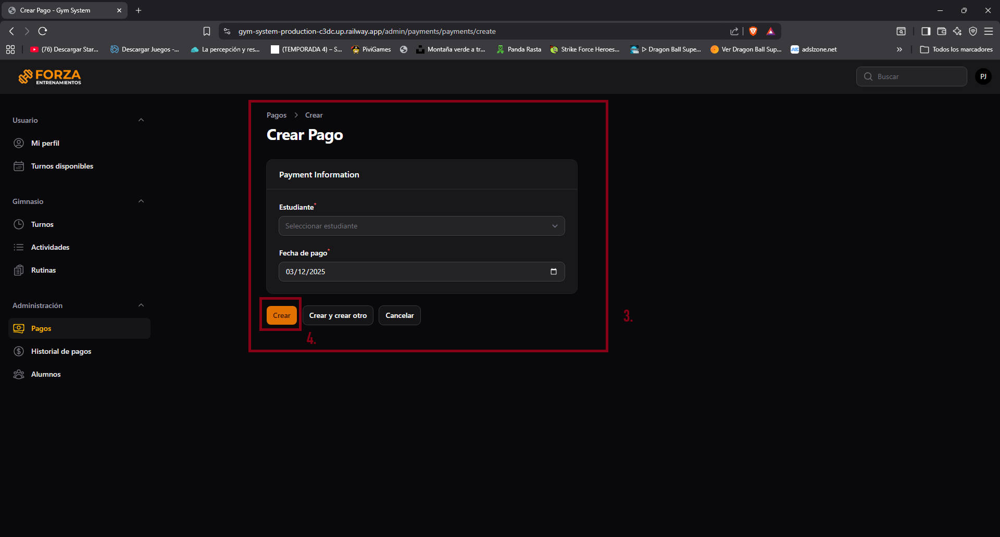 Crear Pago - Gym System
gym-system-production-c3dc.up.railway.app/admin/payments/payments/create
(76) Descargar Star...
Descargar Juegos -...
La percepción y res...
(TEMPORADA 4) – S...
PiviGames
Montaña verde a tr...
Panda Rasta
Strike Force Heroes...
▷ Dragon Ball Supe...
Ver Dragon Ball Sup...
adslzone.net
»
Todos los marcadores
FORZA
ENTRENAMIENTOS
Buscar
PJ
Usuario
Mi perfil
Turnos disponibles
Gimnasio
Turnos
Actividades
Rutinas
Administración
Pagos
Historial de pagos
Alumnos
Pagos > Crear
Crear Pago
Payment Information
Estudiante*
Seleccionar estudiante
Fecha de pago*
03/12/2025
Crear
Crear y crear otro
Cancelar
3.
4.